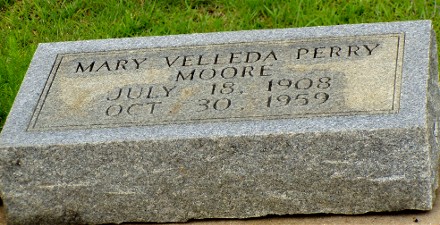 MARY VELLEDA PERRY
MOORE
JULY 18, 1908
OCT 30, 1959